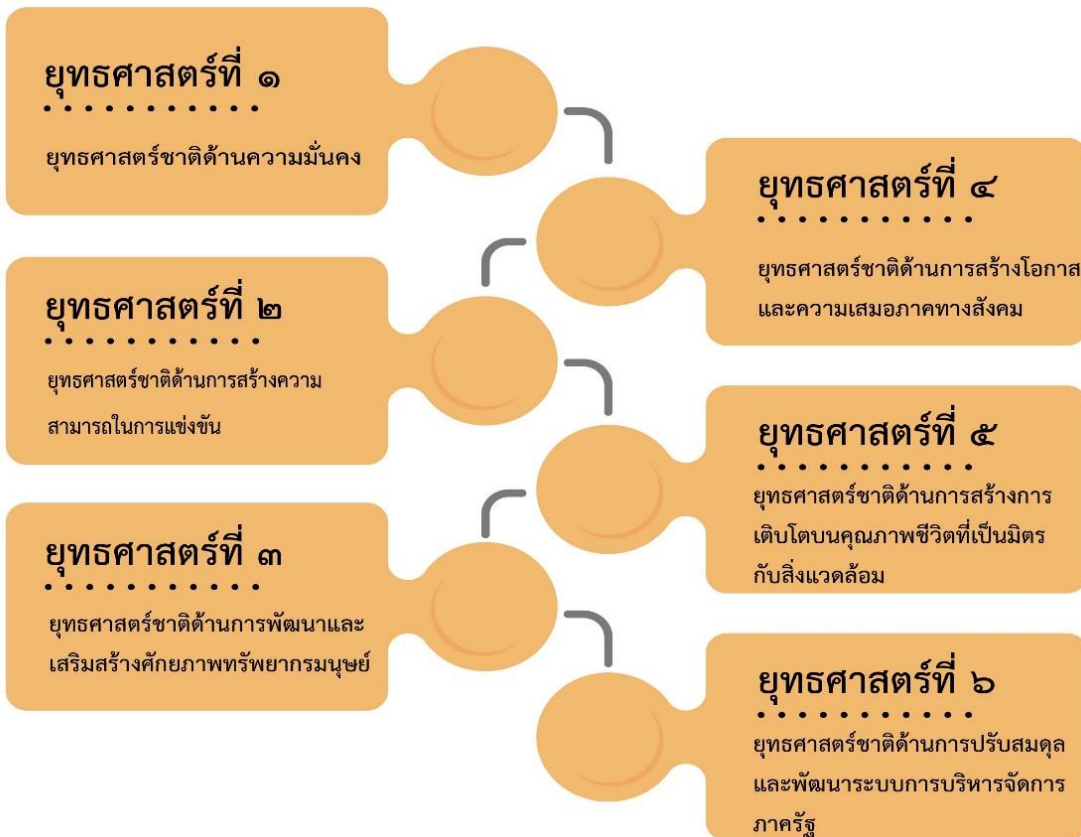 ยุทธศาสตร์ที่ ๑
ยุทธศาสตร์ชาติด้านความมั่นคง
ยุทธศาสตร์ที่ ๒
ยุทธศาสตร์ชาติด้านการสร้างความ
สามารถในการแข่งขัน
ยุทธศาสตร์ที่ ๓
ยุทธศาสตร์ชาติด้านการพัฒนาและ
เสริมสร้างศักยภาพทรัพยากรมนุษย์
ยุทธศาสตร์ที่ ๔
ยุทธศาสตร์ชาติด้านการสร้างโอกาส
และความเสมอภาคทางสังคม
ยุทธศาสตร์ที่ ๕
ยุทธศาสตร์ชาติด้านการสร้างการ
เติบโตบนคุณภาพชีวิตที่เป็นมิตร
กับสิ่งแวดล้อม
ยุทธศาสตร์ที่ ๖
ยุทธศาสตร์ชาติด้านการปรับสมดุล
และพัฒนาระบบการบริหารจัดการ
ภาครัฐ